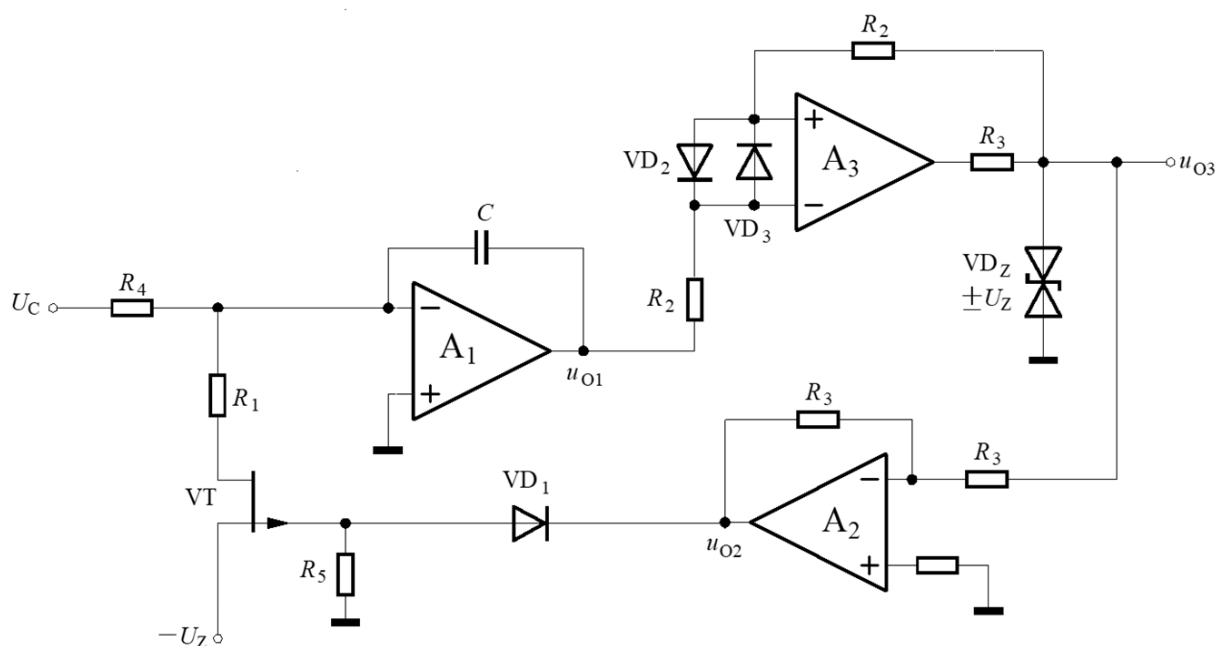 R2
+
VD2
A3
−
VD3
R3
uO3
C
VDZ
±UZ
UC
R4
R2
−
A1
+
uO1
R1
R3
R3
VT
VD1
−
A2
+
uO2
R5
−UZ